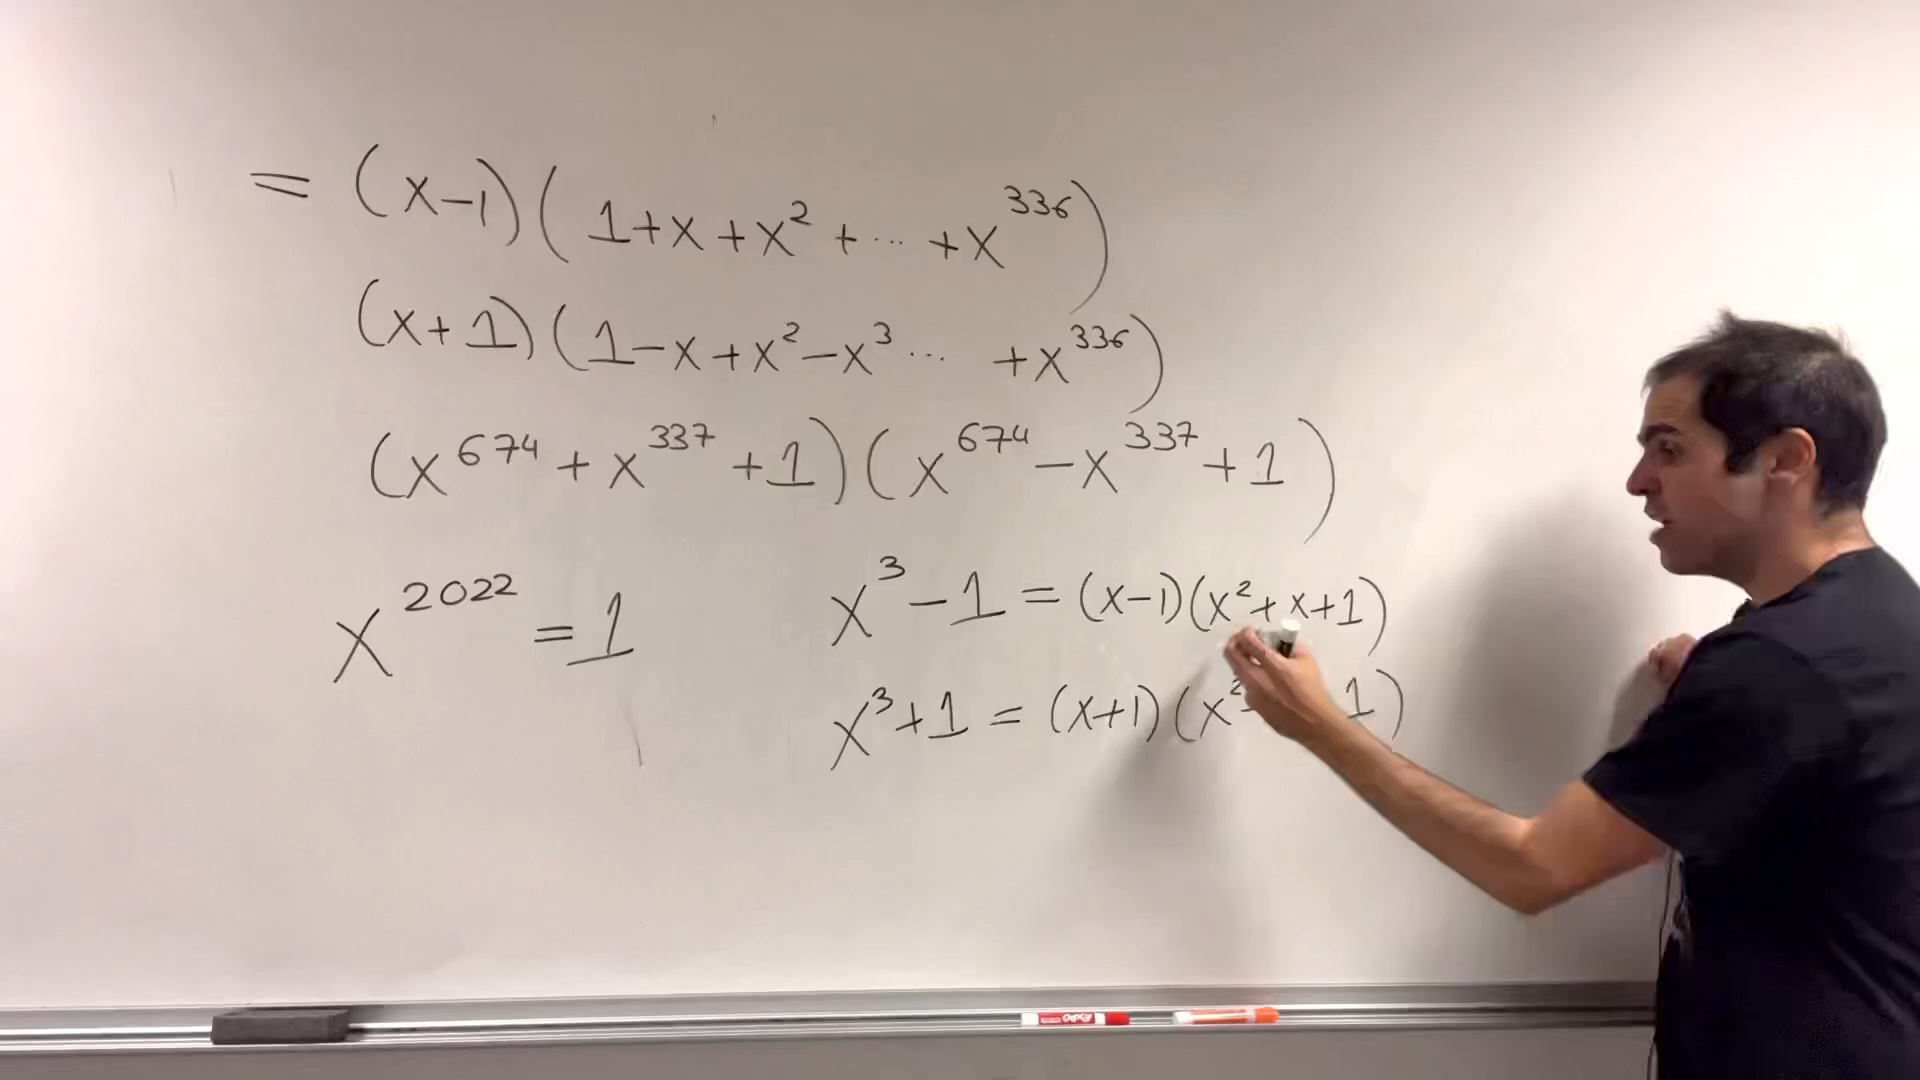 = (x-1)(1+x+x² + ... +x³³⁶)
(x+1)(1-x+x²-x³ ... +x³³⁶)
(x⁶⁷⁴+x³³⁷+1)(x⁶⁷⁴-x³³⁷+1)
x²⁰²²=1
x³-1=(x-1)(x²+x+1)
x³+1=(x+1)(x² 1)
EXPO